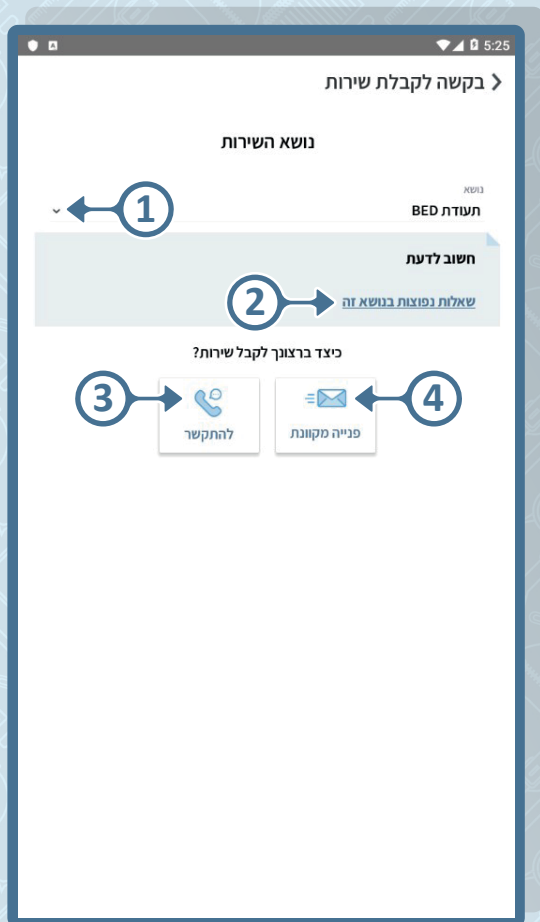 5:25
בקשה לקבלת שירות
נושא השירות
נושא
תעודת BED
1
חשוב לדעת
שאלות נפוצות בנושא זה
2
כיצד ברצונך לקבל שירות?
4
3
פנייה מקוונת
להתקשר